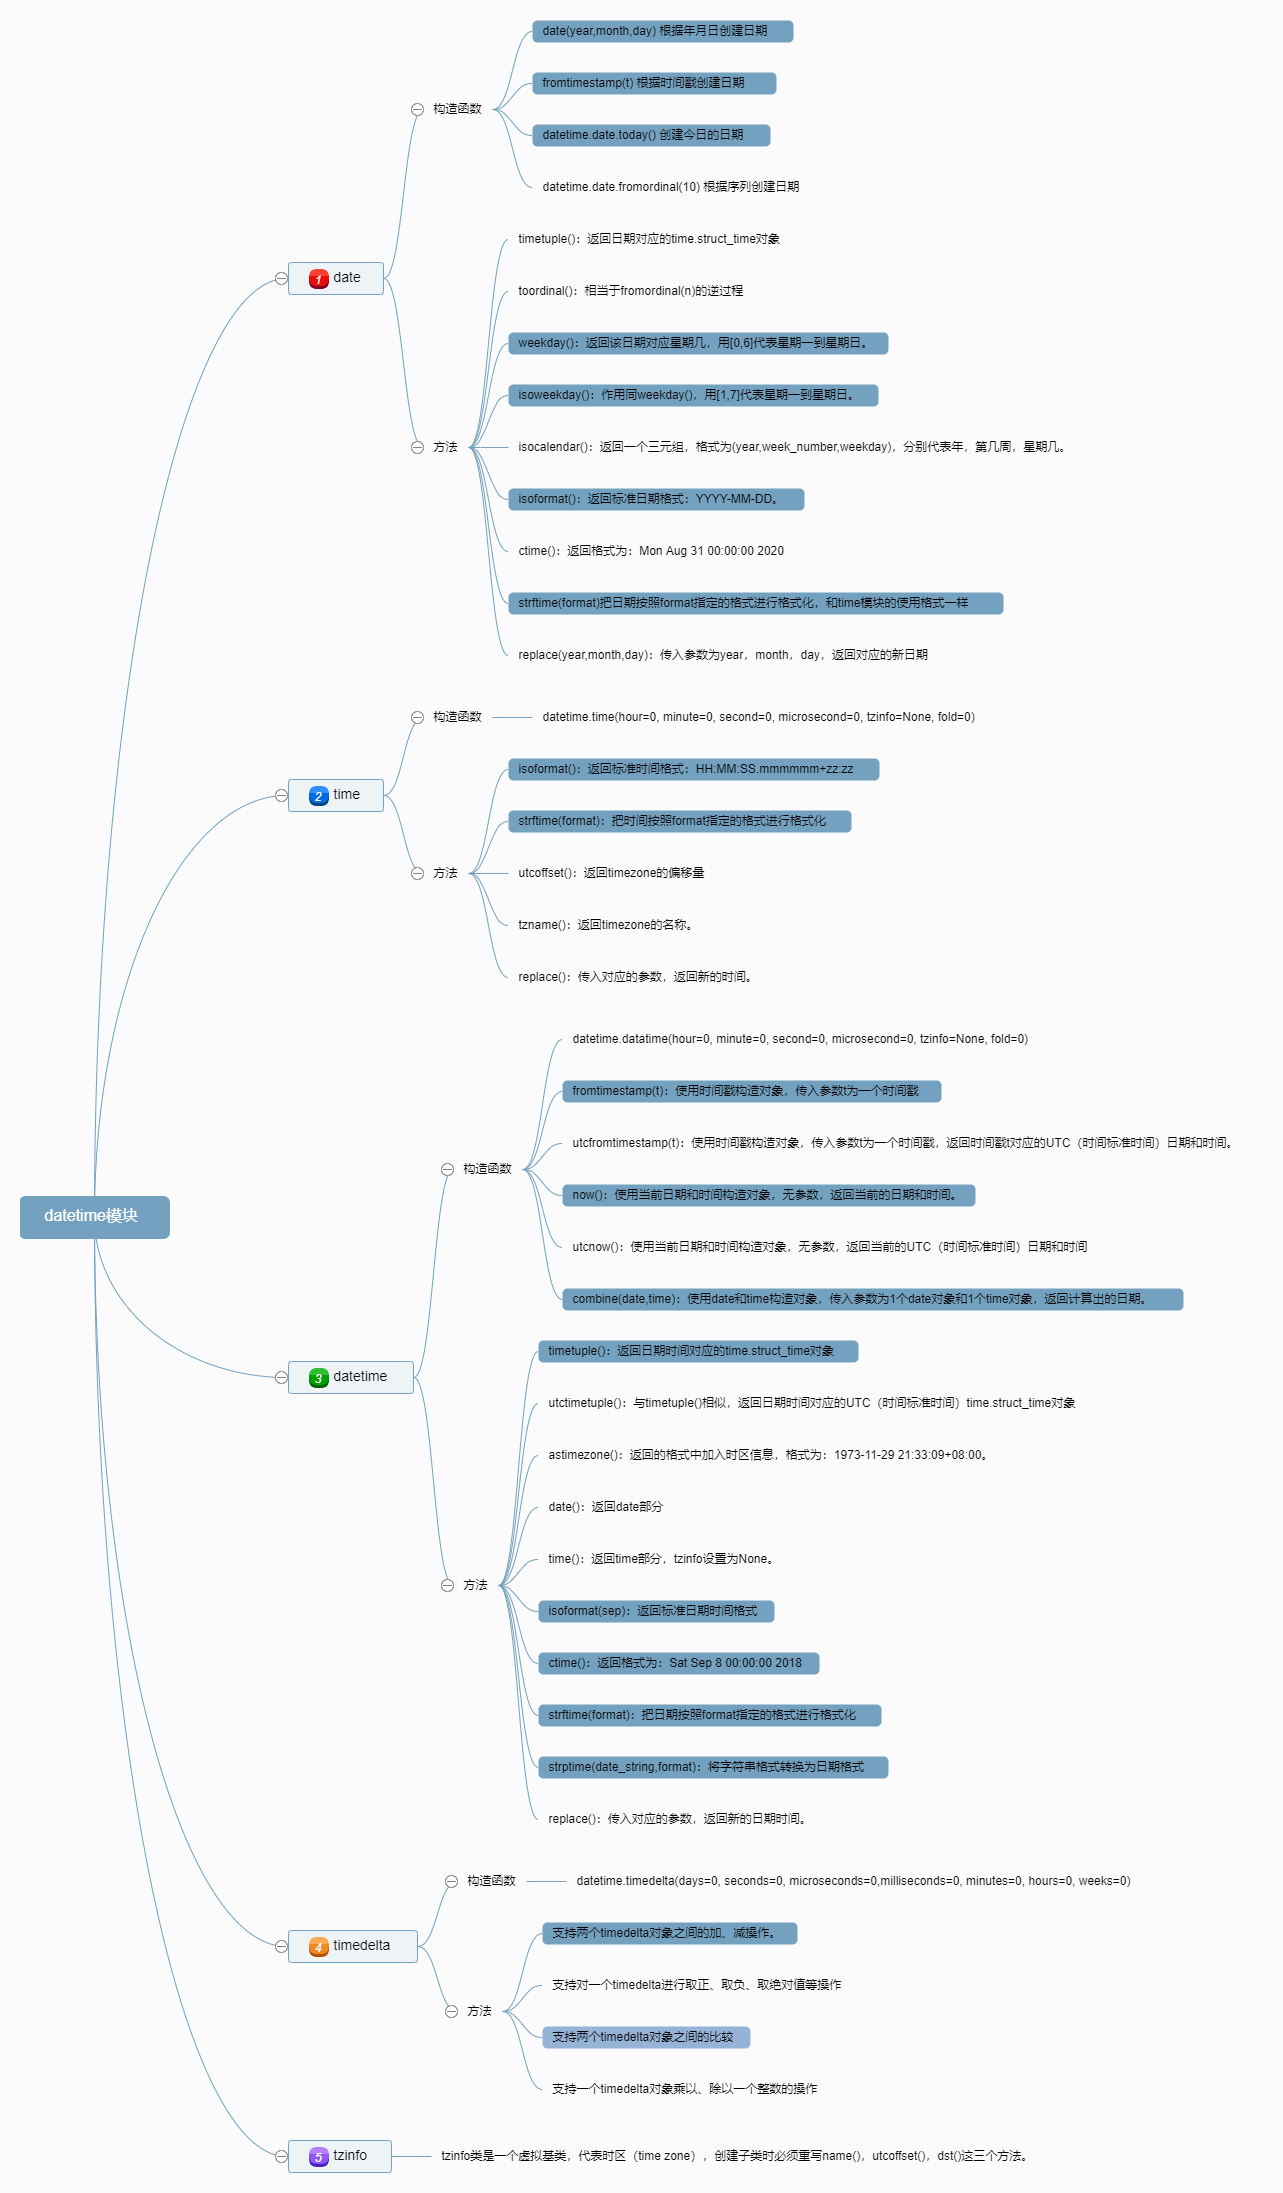 datetime模块
1 date
构造函数
date(year,month,day) 根据年月日创建日期
fromtimestamp(t) 根据时间戳创建日期
datetime.date.today() 创建今日的日期
datetime.date.fromordinal(10) 根据序列创建日期
方法
timetuple()：返回日期对应的time.struct_time对象
toordinal()：相当于fromordinal(n)的逆过程
weekday()：返回该日期对应星期几，用[0,6]代表星期一到星期日。
isoweekday()：作用同weekday()，用[1,7]代表星期一到星期日。
isocalendar()：返回一个三元组，格式为(year,week_number,weekday)，分别代表年，第几周，星期几。
isoformat()：返回标准日期格式：YYYY-MM-DD。
ctime()：返回格式为：Mon Aug 31 00:00:00 2020
strftime(format)把日期按照format指定的格式进行格式化，和time模块的使用格式一样
replace(year,month,day)：传入参数为year，month，day，返回对应的新日期
2 time
构造函数
datetime.time(hour=0, minute=0, second=0, microsecond=0, tzinfo=None, fold=0)
方法
isoformat()：返回标准时间格式：HH:MM:SS.mmmmmm+zz:zz
strftime(format)：把时间按照format指定的格式进行格式化
utcoffset()：返回timezone的偏移量
tzname()：返回timezone的名称。
replace()：传入对应的参数，返回新的时间。
3 datetime
构造函数
datetime.datatime(hour=0, minute=0, second=0, microsecond=0, tzinfo=None, fold=0)
fromtimestamp(t)：使用时间戳构造对象，传入参数t为一个时间戳
utcfromtimestamp(t)：使用时间戳构造对象，传入参数t为一个时间戳，返回时间戳t对应的UTC（时间标准时间）日期和时间。
now()：使用当前日期和时间构造对象，无参数，返回当前的日期和时间。
utcnow()：使用当前日期和时间构造对象，无参数，返回当前的UTC（时间标准时间）日期和时间
combine(date,time)：使用date和time构造对象，传入参数为1个date对象和1个time对象，返回计算出的日期。
方法
timetuple()：返回日期时间对应的time.struct_time对象
utctimetuple()：与timetuple()相似，返回日期时间对应的UTC（时间标准时间）time.struct_time对象
astimezone()：返回的格式中加入时区信息，格式为：1973-11-29 21:33:09+08:00。
date()：返回date部分
time()：返回time部分，tzinfo设置为None。
isoformat(sep)：返回标准日期时间格式
ctime()：返回格式为：Sat Sep 8 00:00:00 2018
strftime(format)：把日期按照format指定的格式进行格式化
strptime(date_string,format)：将字符串格式转换为日期格式
replace()：传入对应的参数，返回新的日期时间。
4 timedelta
构造函数
datetime.timedelta(days=0, seconds=0, microseconds=0,milliseconds=0, minutes=0, hours=0, weeks=0)
方法
支持两个timedelta对象之间的加、减操作。
支持对一个timedelta进行取正、取负、取绝对值等操作
支持两个timedelta对象之间的比较
支持一个timedelta对象乘以、除以一个整数的操作
5 tzinfo
tzinfo类是一个虚拟基类，代表时区（time zone），创建子类时必须重写name()，utcoffset()，dst()这三个方法。